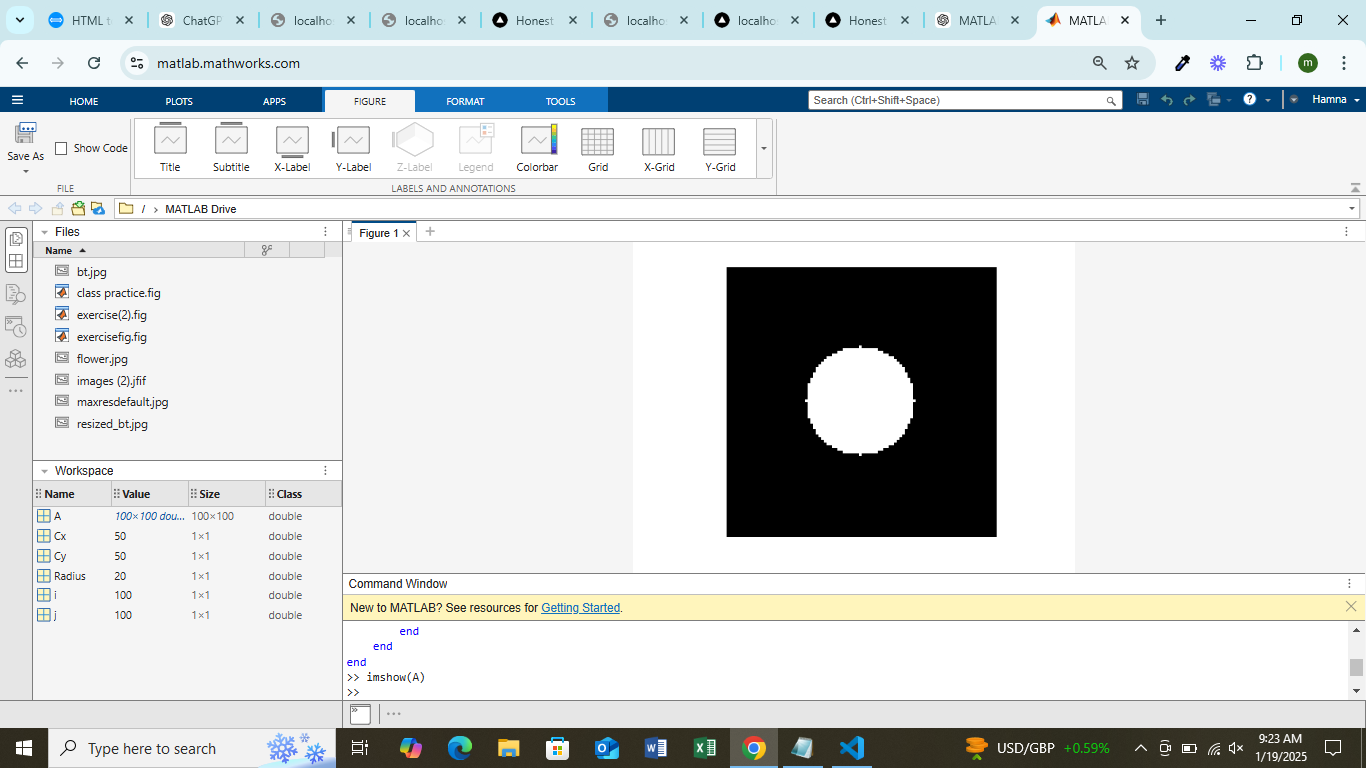 HTML t
ChatGP
localho
localho
Honest
localho
localho
Honest
MATLA
MATLA
matlab.mathworks.com
m
HOME
PLOTS
APPS
FIGURE
FORMAT
TOOLS
Search (Ctrl+Shift+Space)
Hamna
Save As
Show Code
Title
Subtitle
X-Label
Y-Label
Z-Label
Legend
Colorbar
Grid
X-Grid
Y-Grid
FILE
LABELS AND ANNOTATIONS
/ › MATLAB Drive
Files
Name
bt.jpg
class practice.fig
exercise(2).fig
exercisefig.fig
flower.jpg
images (2).jfif
maxresdefault.jpg
resized_bt.jpg
Workspace
Name Value Size Class
A 100×100 dou... 100×100 double
Cx 50 1×1 double
Cy 50 1×1 double
Radius 20 1×1 double
i 100 1×1 double
j 100 1×1 double
Figure 1
Command Window
New to MATLAB? See resources for Getting Started.
end
end
end
>> imshow(A)
>>
Type here to search
USD/GBP +0.59%
9:23 AM
1/19/2025